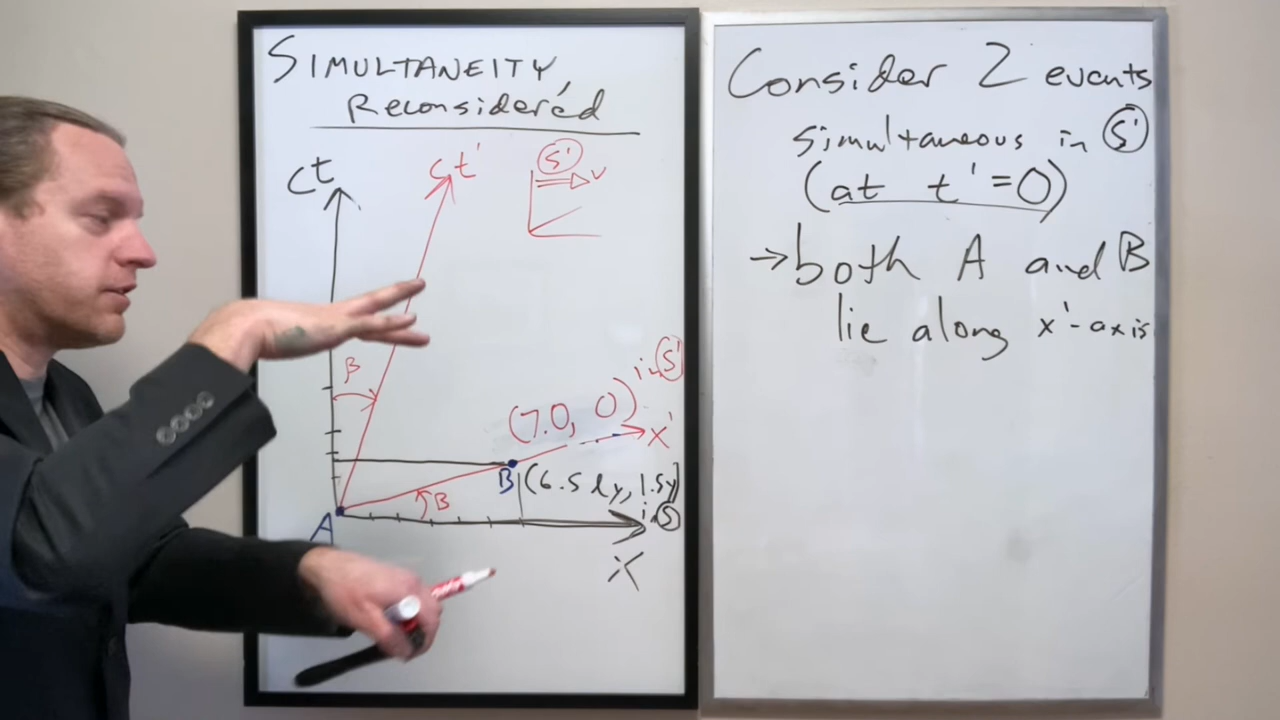 SIMULTANEITY,
Reconsidered
ct
ct'
S'
v
β
in S'
(7.0, 0)
x'
B
(6.5 ly, 1.5y)
β
in S
A
x
Consider 2 events
simultaneous in S'
(at t'=0)
→ both A and B
lie along x'-axis